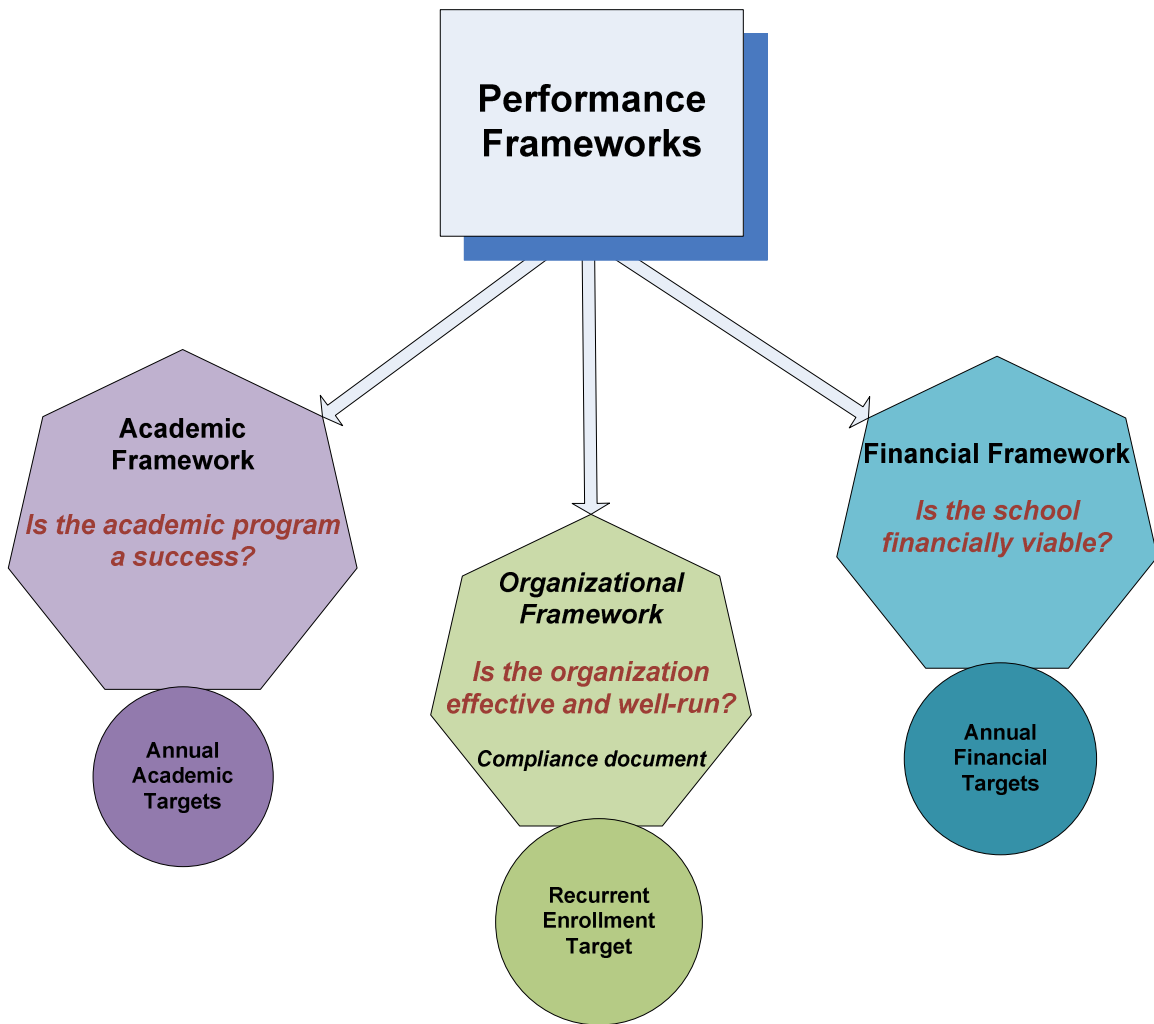 Performance
Frameworks
Academic
Framework
Is the academic program
a success?
Annual
Academic
Targets
Organizational
Framework
Is the organization
effective and well-run?
Compliance document
Recurrent
Enrollment
Target
Financial Framework
Is the school
financially viable?
Annual
Financial
Targets